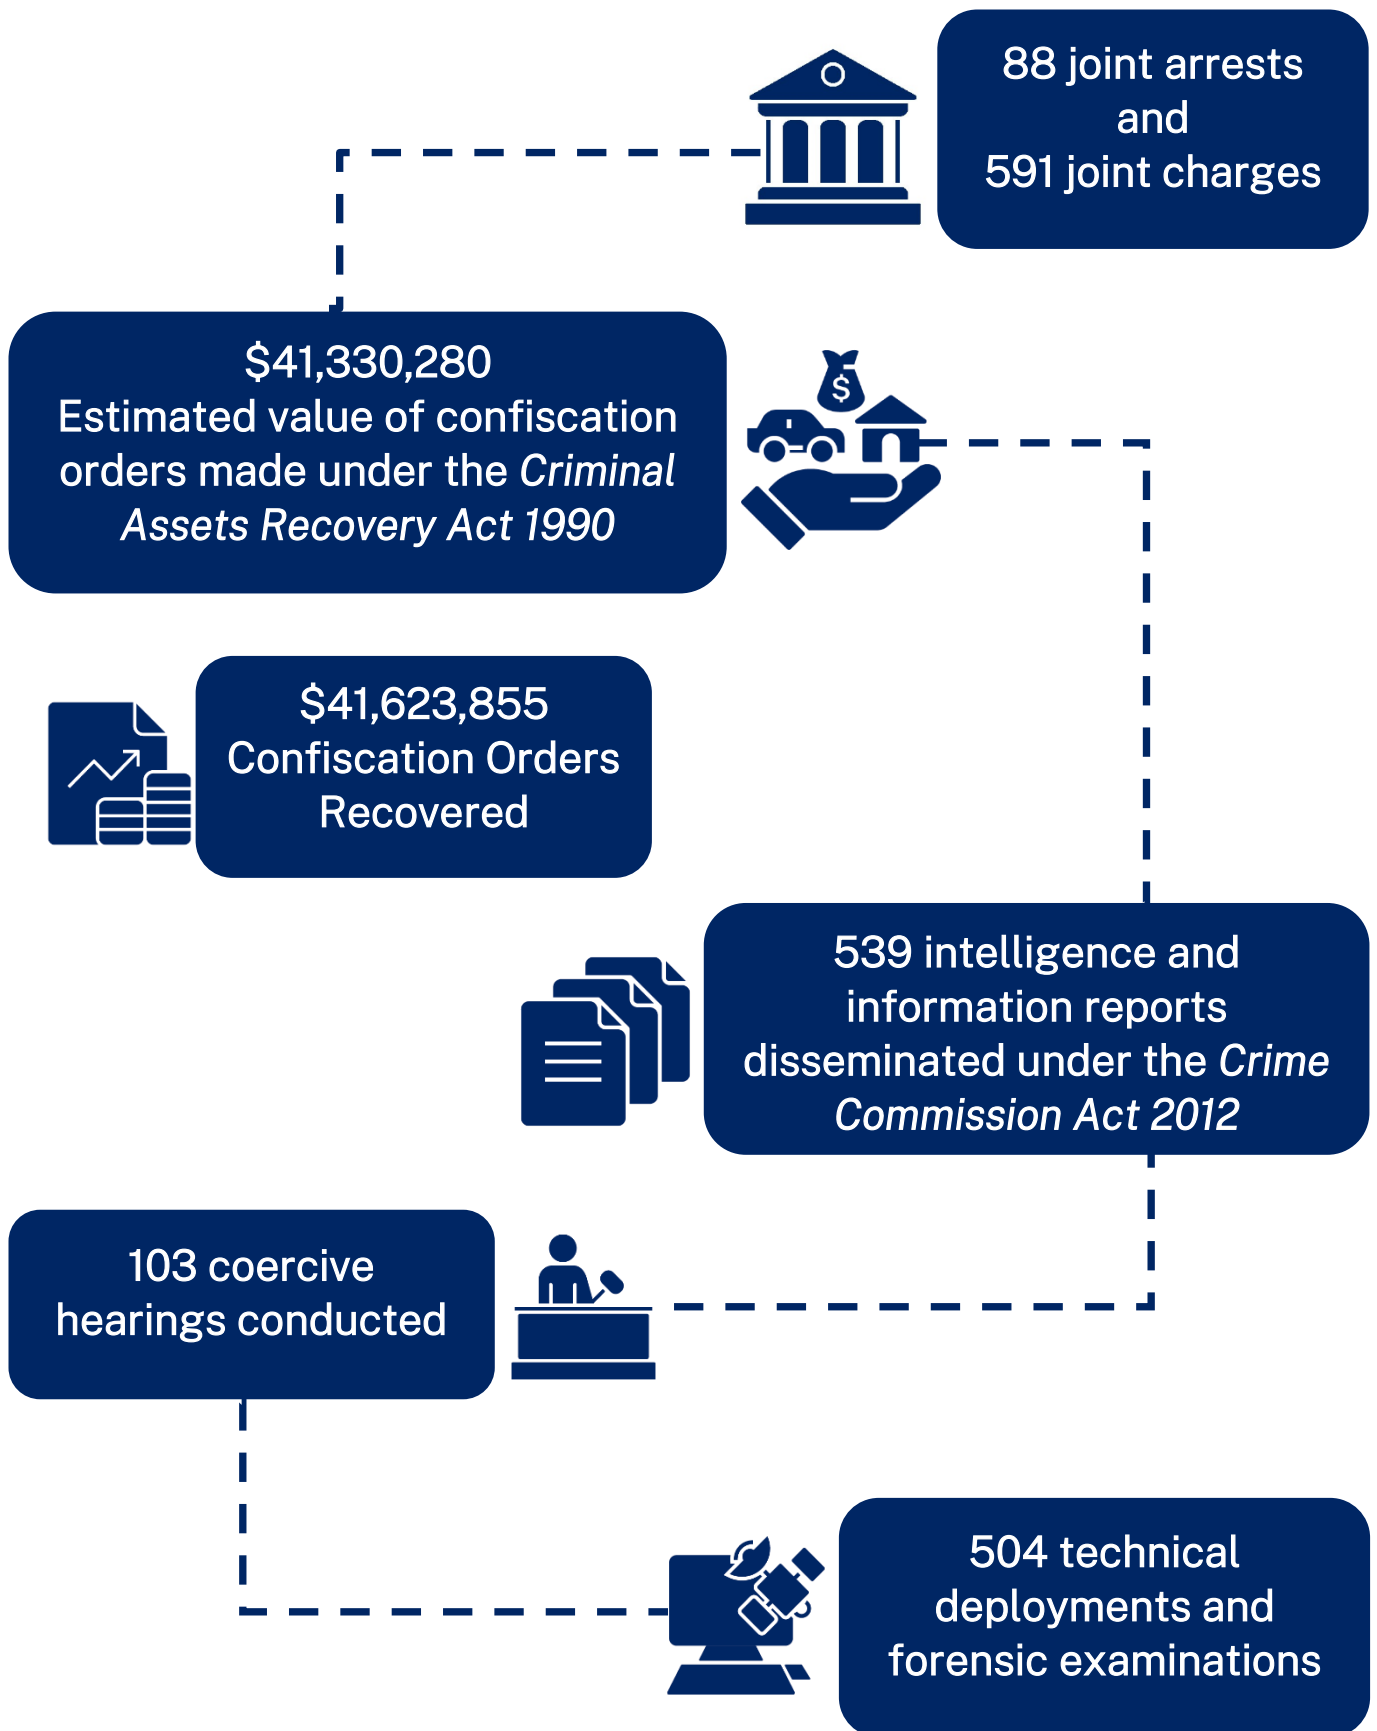 88 joint arrests
and
591 joint charges
$41,330,280
Estimated value of confiscation
orders made under the Criminal
Assets Recovery Act 1990
$
$41,623,855
Confiscation Orders
Recovered
539 intelligence and
information reports
disseminated under the Crime
Commission Act 2012
103 coercive
hearings conducted
504 technical
deployments and
forensic examinations